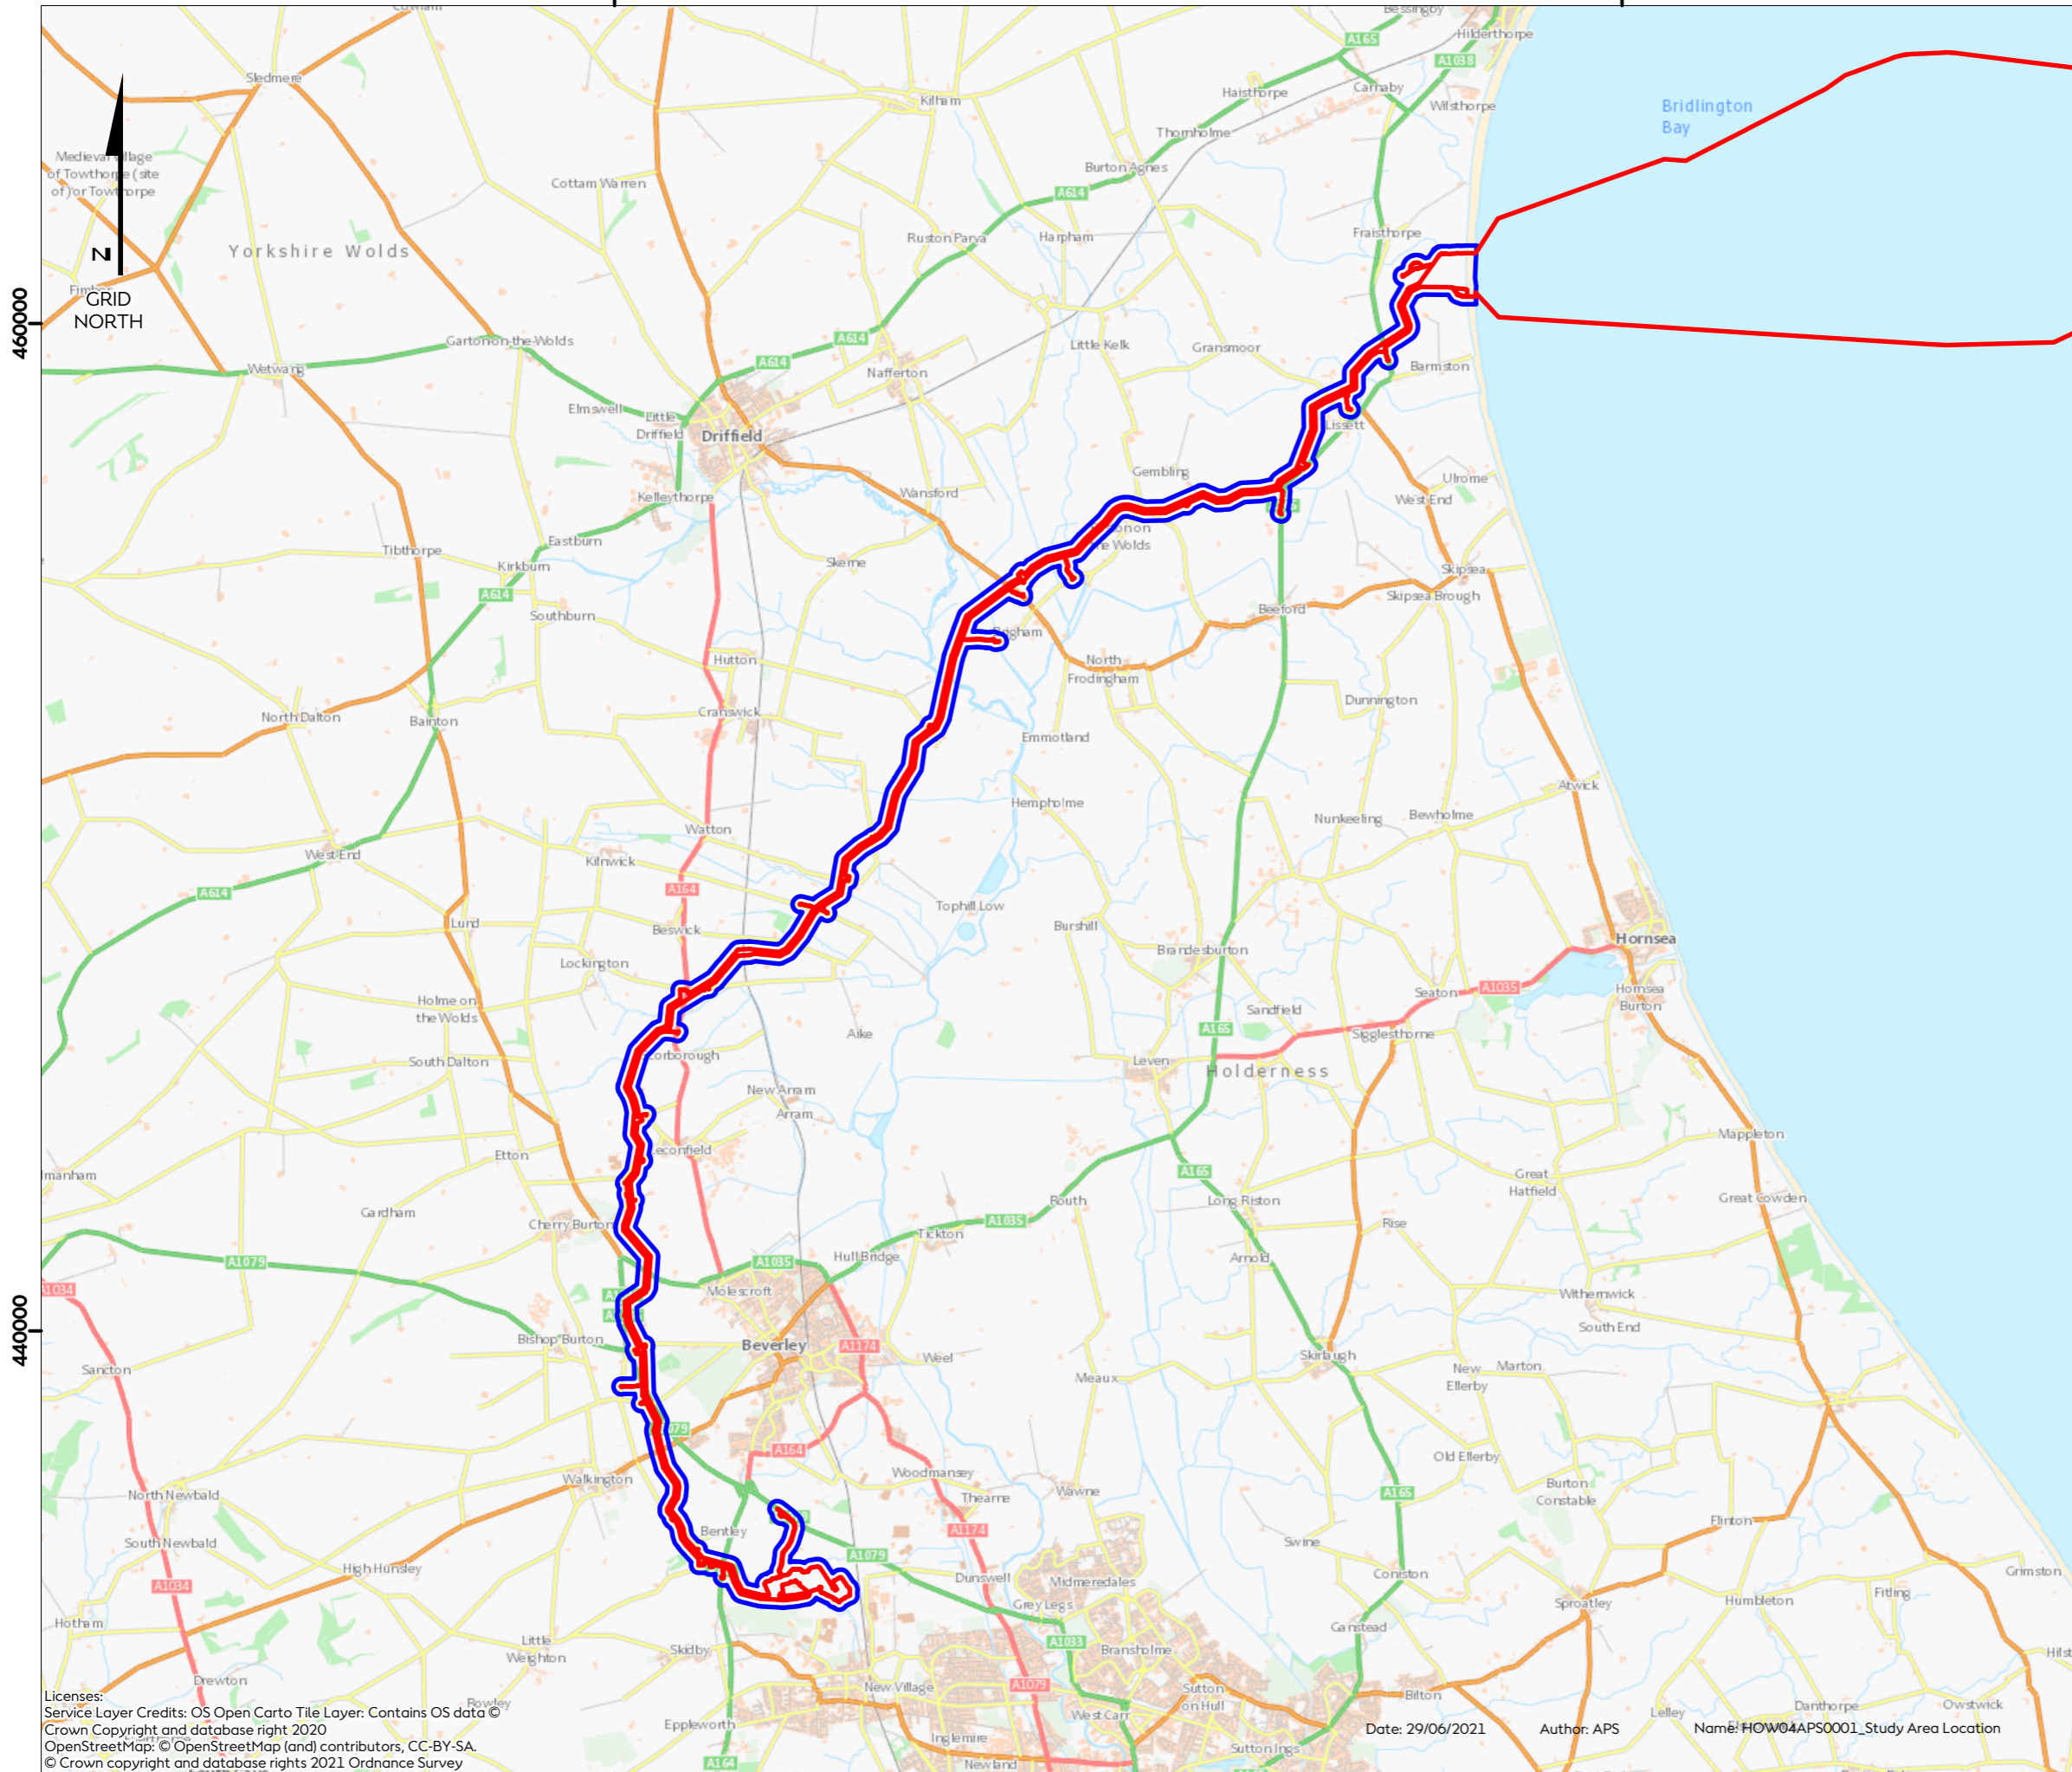 Cowlam
Bessingby
A165
Hilderthorpe
A1038
Sledmere
Carnaby
Haisthorpe
Kilham
Wilsthorpe
Bridlington
Bay
Thornholme
of Towthorpe (site
Burton Agnes
Cottam Warren
A614
Fraisthorpe
Ruston Parva
Harpham
Yorkshire Wolds
N
GRID
NORTH
460000
Garton-on-the-Wolds
A614
Little Kelk
Gransmoor
A614
Wetwang
Nafferton
Barmston
Elmswell
Little
Driffield
Driffield
Lissett
Gembling
Ulrome
Kelleythorpe
Wansford
West End
Eastburn
Tibthorpe
Kirkburn
Skerne
Skipsea
A614
Skipsea Brough
Southburn
Beeford
Hutton
North
Frodingham
Dunnington
North Dalton
Bainton
Cranswick
Emmotland
Atwick
Hempholme
Nunkeeling
Bewholme
Watton
West End
Kilnwick
A164
A614
Tophill Low
Lund
Beswick
Burshill
Brandesburton
Hornsea
Lockington
Seaton
A1035
Hornsea
Burton
Holme on
the Wolds
Sandfield
A165
Sigglesthorne
Aike
South Dalton
Leven
Holderness
New Arram
Arram
Mappleton
Etton
Great
Hatfield
A165
Great Cowden
Gardham
Routh
Long Riston
A1035
Cherry Burton
Rise
Tickton
Hull Bridge
Arnold
A1079
A1035
Molescroft
Withernwick
A1034
South End
440000
Bishop Burton
Beverley
A1174
Weel
Skirlaugh
Sancton
New
Ellerby
Marton
Meaux
A164
Old Ellerby
Woodmansey
Walkington
Burton
Constable
North Newbald
Thearne
Wawne
A165
Flinton
A1174
Bentley
South Newbald
Swine
A1079
High Hunsley
Dunswell
Midmeredales
Coniston
Grimston
A1034
Grey Legs
Sproatley
Humbleton
Fitling
Hotham
Ganstead
Little
Weighton
Skidby
A1033
Bransholme
Drewton
A1079
New Village
Sutton
on Hull
Bilton
Rowley
West Carr
Lelley
Danthorpe
Owstwick
Eppleworth
Inglemire
Sutton Ings
A164
Newland
Licenses:
Service Layer Credits: OS Open Carto Tile Layer: Contains OS data ©
Crown Copyright and database right 2020
OpenStreetMap: © OpenStreetMap (and) contributors, CC-BY-SA.
© Crown copyright and database rights 2021 Ordnance Survey
Date: 29/06/2021
Author: APS
Name: HOW04APS0001_Study Area Location